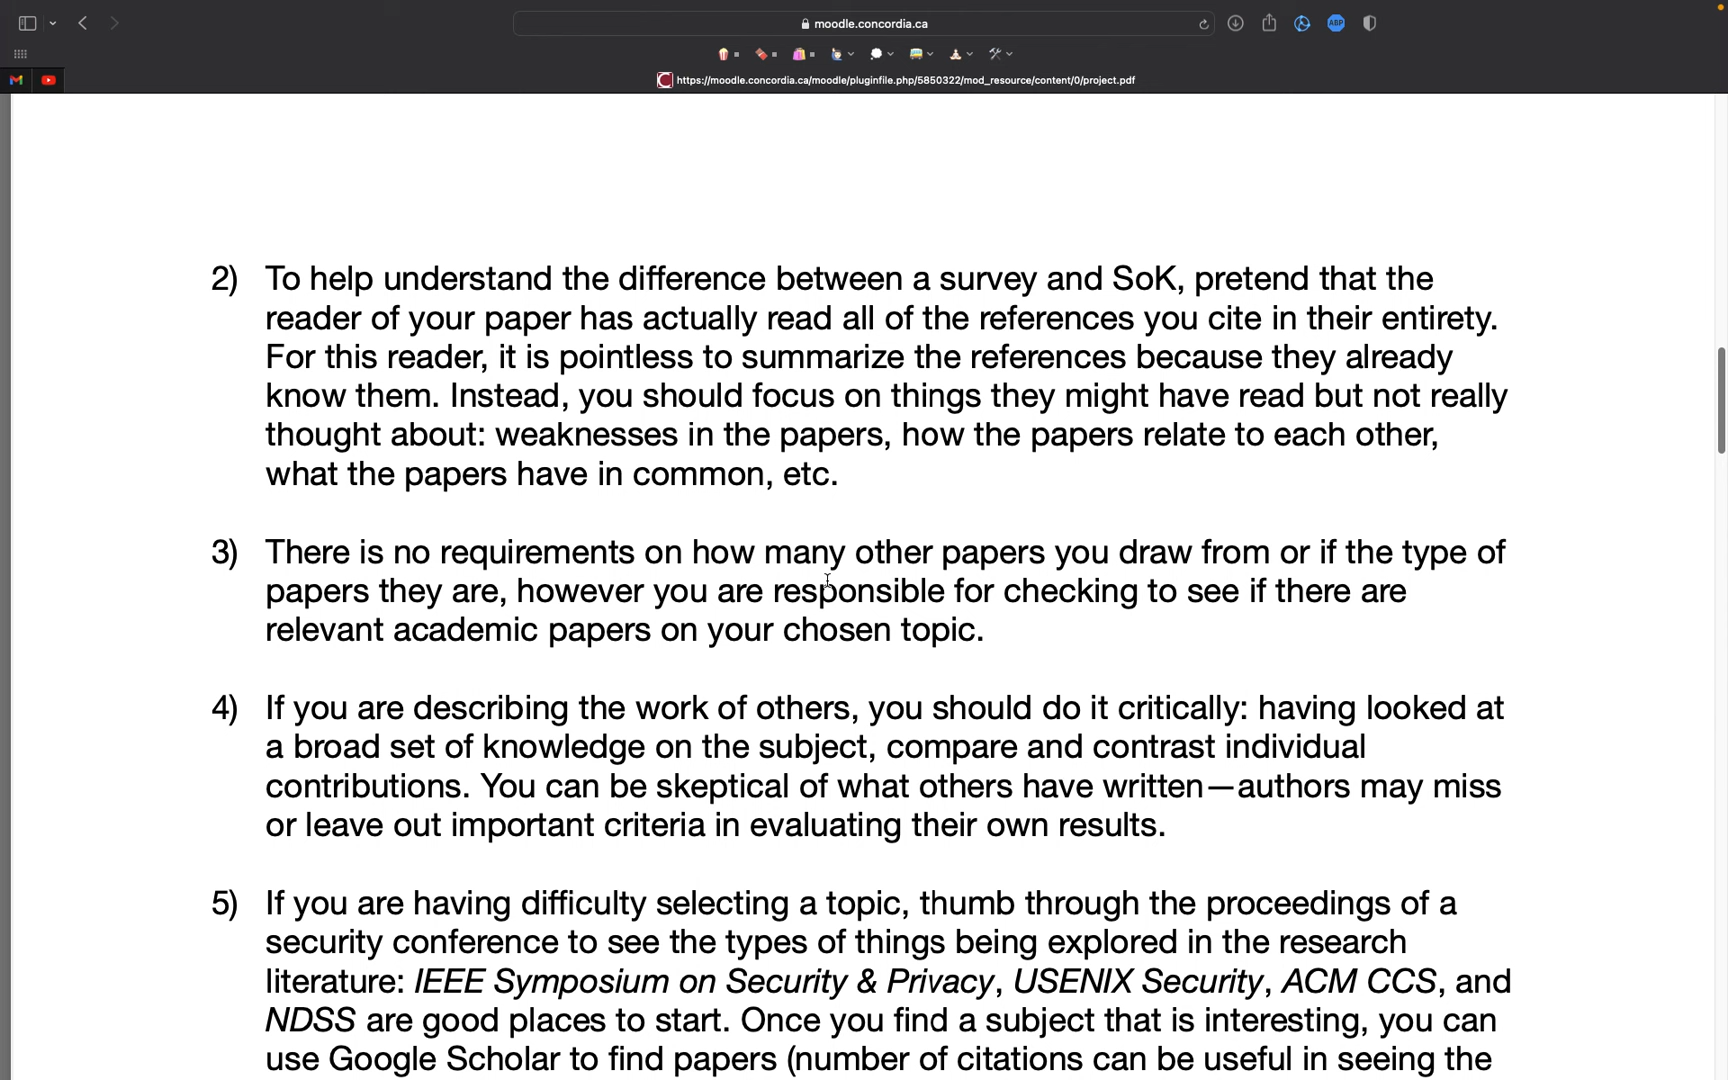 moodle.concordia.ca
ABP
https://moodle.concordia.ca/moodle/pluginfile.php/5850322/mod_resource/content/0/project.pdf
2) To help understand the difference between a survey and SoK, pretend that the
reader of your paper has actually read all of the references you cite in their entirety.
For this reader, it is pointless to summarize the references because they already
know them. Instead, you should focus on things they might have read but not really
thought about: weaknesses in the papers, how the papers relate to each other,
what the papers have in common, etc.
3) There is no requirements on how many other papers you draw from or if the type of
papers they are, however you are responsible for checking to see if there are
relevant academic papers on your chosen topic.
4) If you are describing the work of others, you should do it critically: having looked at
a broad set of knowledge on the subject, compare and contrast individual
contributions. You can be skeptical of what others have written—authors may miss
or leave out important criteria in evaluating their own results.
5) If you are having difficulty selecting a topic, thumb through the proceedings of a
security conference to see the types of things being explored in the research
literature: IEEE Symposium on Security & Privacy, USENIX Security, ACM CCS, and
NDSS are good places to start. Once you find a subject that is interesting, you can
use Google Scholar to find papers (number of citations can be useful in seeing the